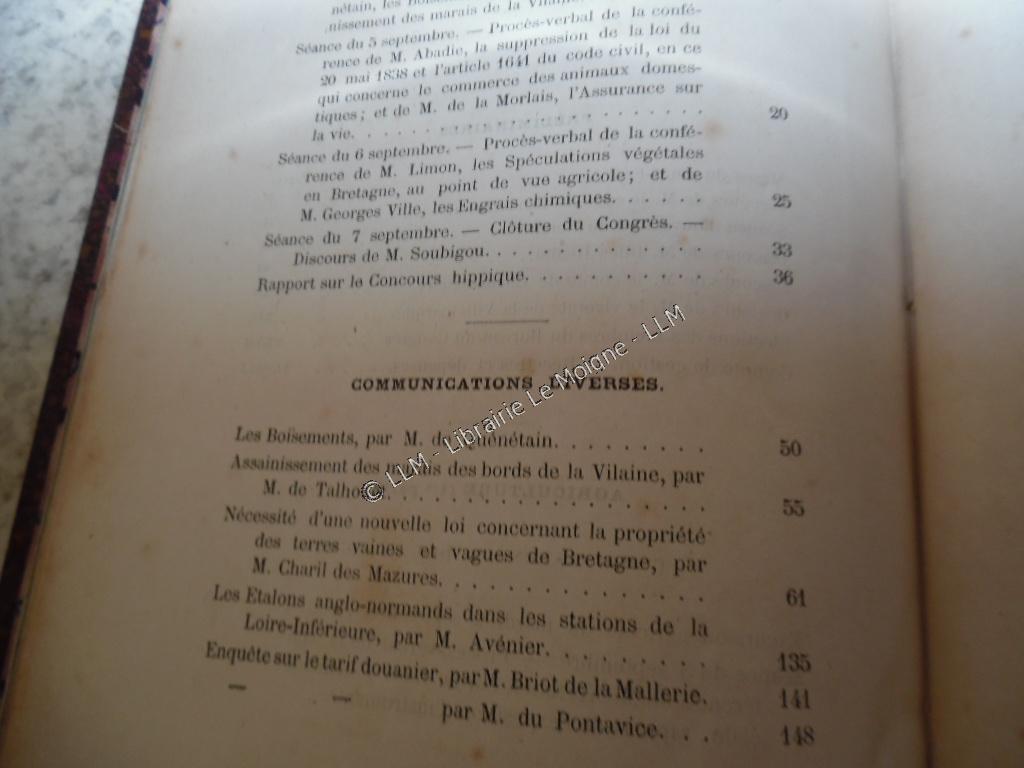 nétain, les
nissement des marais de la Vilaine,
Séance du 5 septembre. — Procès-verbal de la confé-
rence de M. Abadie, la suppression de la loi du
20 mai 1838 et l'article 1641 du code civil, en ce
qui concerne le commerce des animaux domes-
tiques; et de M. de la Morlais, l'Assurance sur
la vie. . . . . . . . . . . . . . 20
Séance du 6 septembre. — Procès-verbal de la confé-
rence de M. Limon, les Spéculations végétales
en Bretagne, au point de vue agricole; et de
M. Georges Ville, les Engrais chimiques. . . . . . 25
Séance du 7 septembre. — Clôture du Congrès. —
Discours de M. Soubigou. . . . . . . . . . . . 33
Rapport sur le Concours hippique. . . . . . . . . . 36
COMMUNICATIONS DIVERSES.
Les Boisements, par M. du . . . . . . . . . 50
Assainissement des marais des bords de la Vilaine, par
M. de Talhouët. . . . . . . . . . . . . . . . . 55
Nécessité d'une nouvelle loi concernant la propriété
des terres vaines et vagues de Bretagne, par
M. Charil des Mazures. . . . . . . . . . . . . . 61
Les Etalons anglo-normands dans les stations de la
Loire-Inférieure, par M. Avénier. . . . . . . . . 135
Enquête sur le tarif douanier, par M. Briot de la Mallerie. 141
— — par M. du Pontavice. . . . 148
© LLM - Librairie Le Moigne - LLM